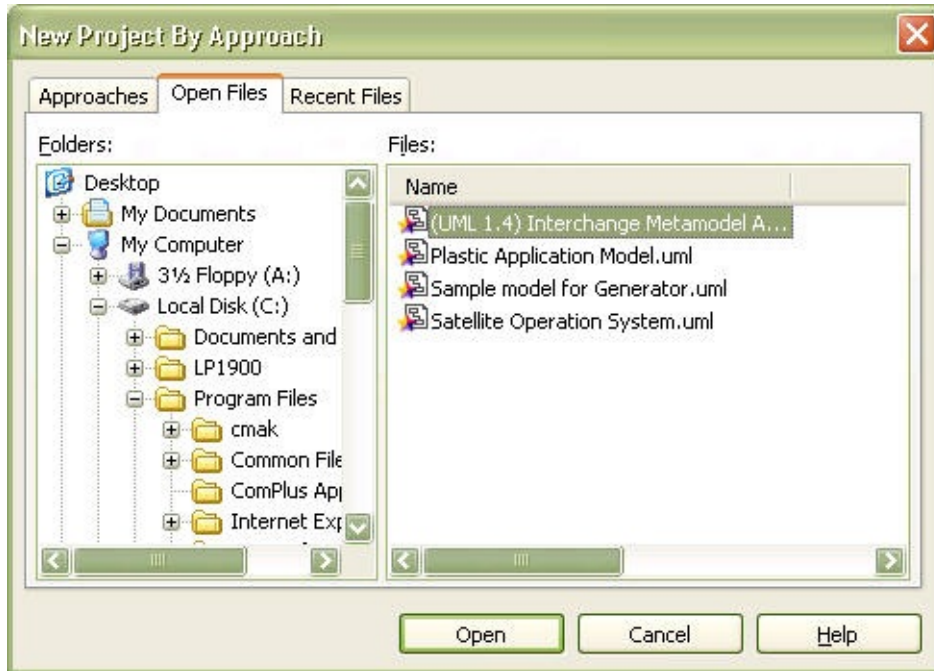 New Project By Approach
Approaches Open Files Recent Files
Folders: Files:
Desktop
My Documents
My Computer
3½ Floppy (A:)
Local Disk (C:)
Documents and
LP1900
Program Files
cmak
Common File
ComPlus App
Internet Exp
Name
(UML 1.4) Interchange Metamodel A...
Plastic Application Model.uml
Sample model for Generator.uml
Satellite Operation System.uml
Open Cancel Help